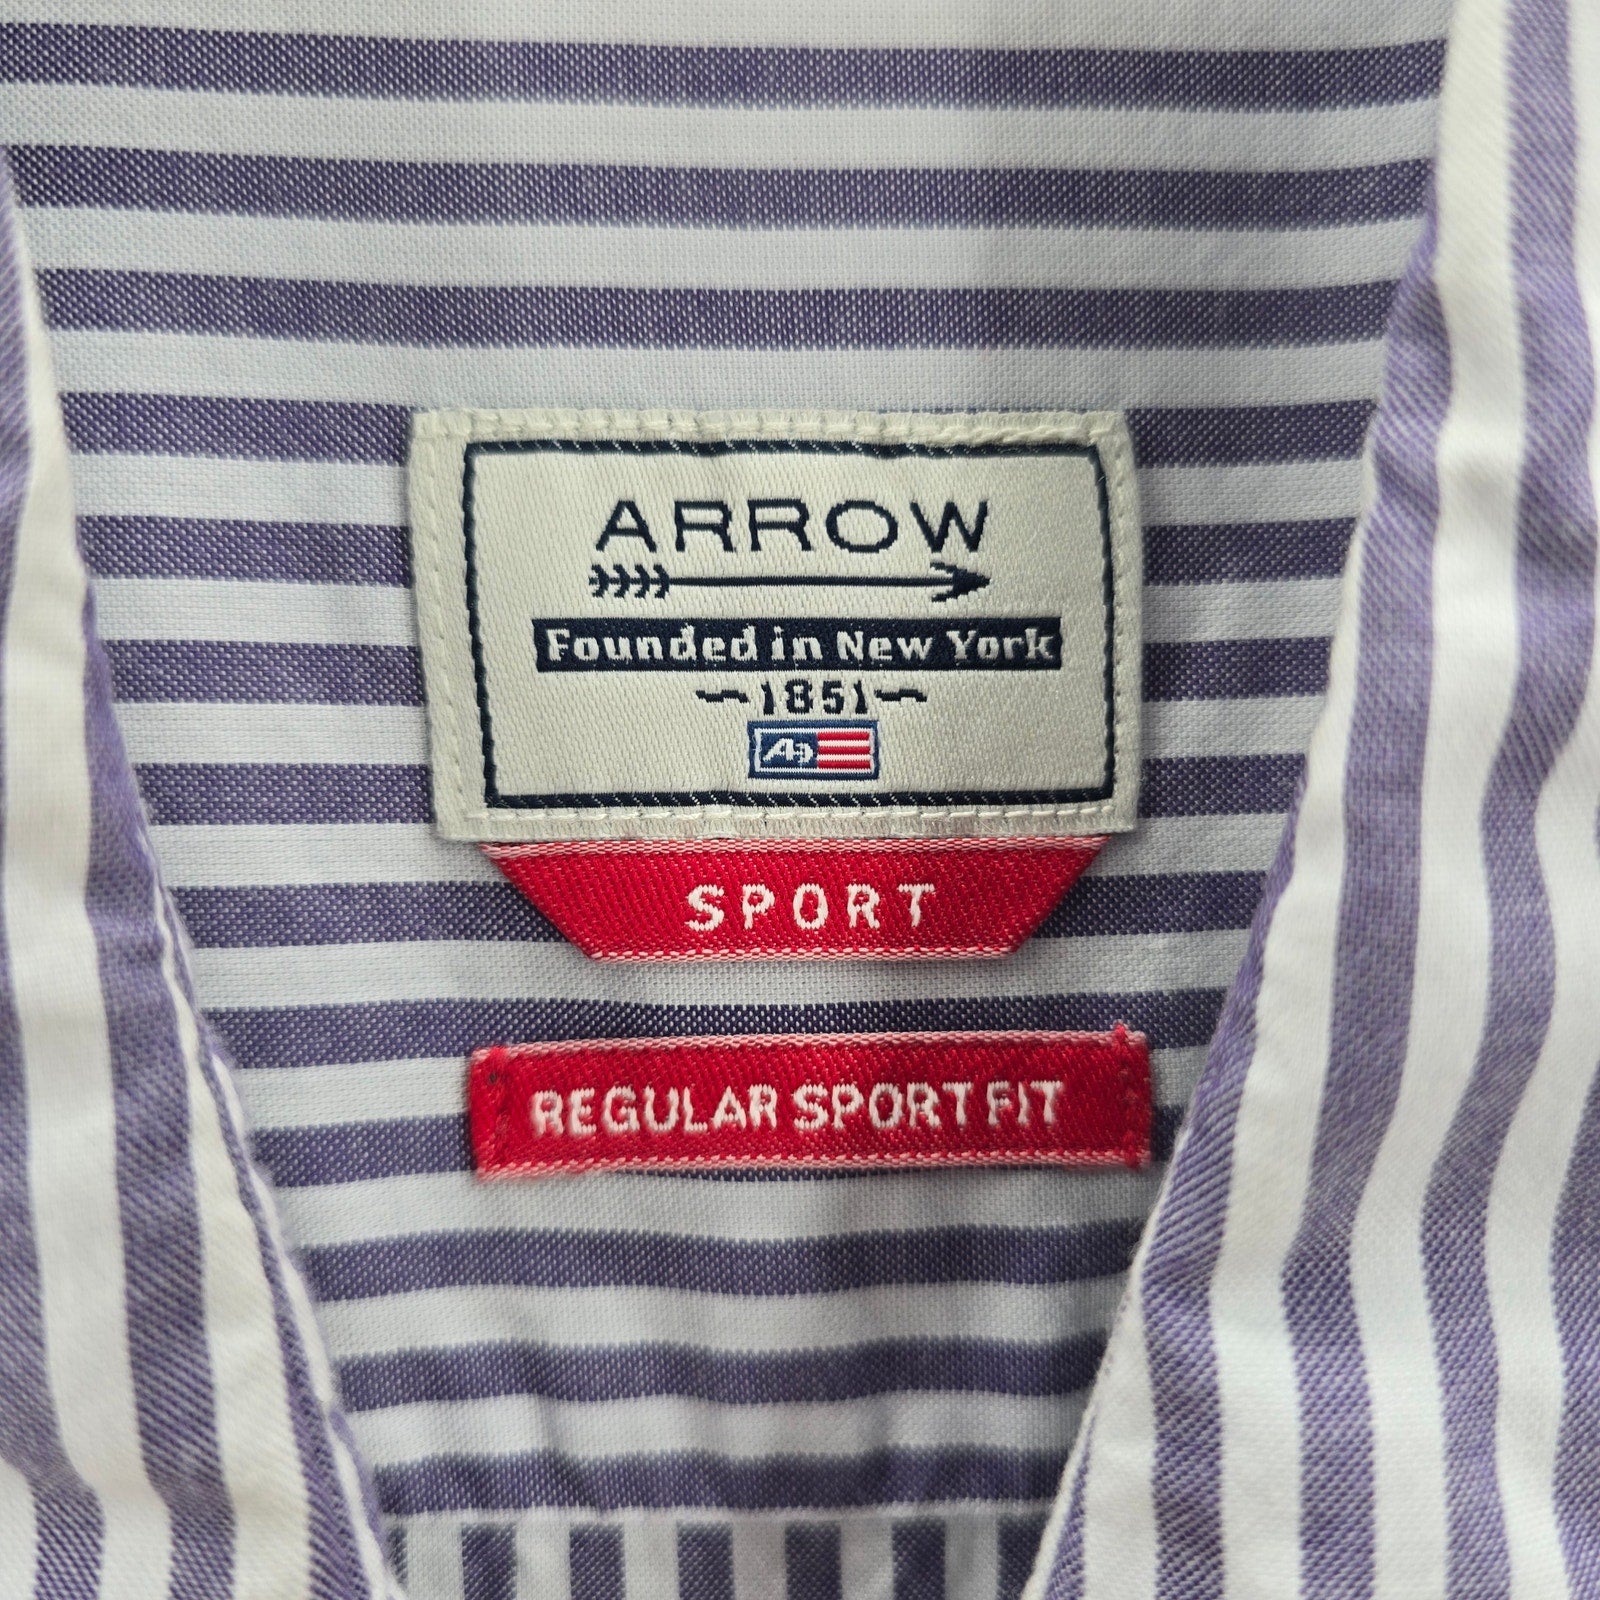 ARROW
Founded in New York
1851
A
SPORT
REGULAR SPORT FIT